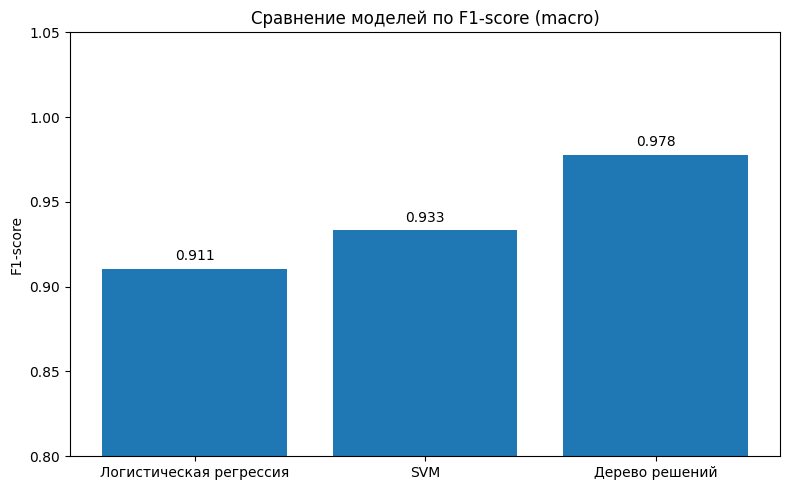 Сравнение моделей по F1-score (macro)
1.05
1.00
0.95
0.90
0.85
0.80
F1-score
0.911
0.933
0.978
Логистическая регрессия
SVM
Дерево решений